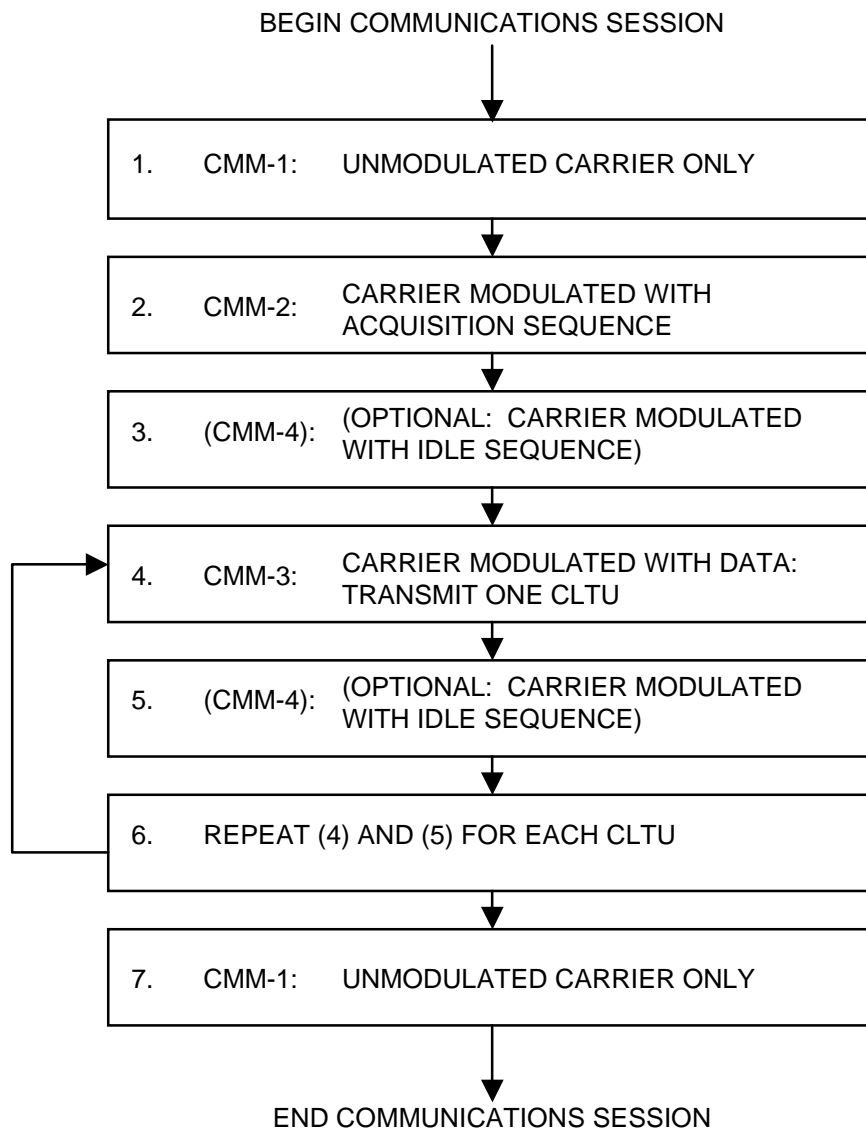 BEGIN COMMUNICATIONS SESSION
1. CMM-1: UNMODULATED CARRIER ONLY
2. CMM-2: CARRIER MODULATED WITH
ACQUISITION SEQUENCE
3. (CMM-4): (OPTIONAL: CARRIER MODULATED
WITH IDLE SEQUENCE)
4. CMM-3: CARRIER MODULATED WITH DATA:
TRANSMIT ONE CLTU
5. (CMM-4): (OPTIONAL: CARRIER MODULATED
WITH IDLE SEQUENCE)
6. REPEAT (4) AND (5) FOR EACH CLTU
7. CMM-1: UNMODULATED CARRIER ONLY
END COMMUNICATIONS SESSION